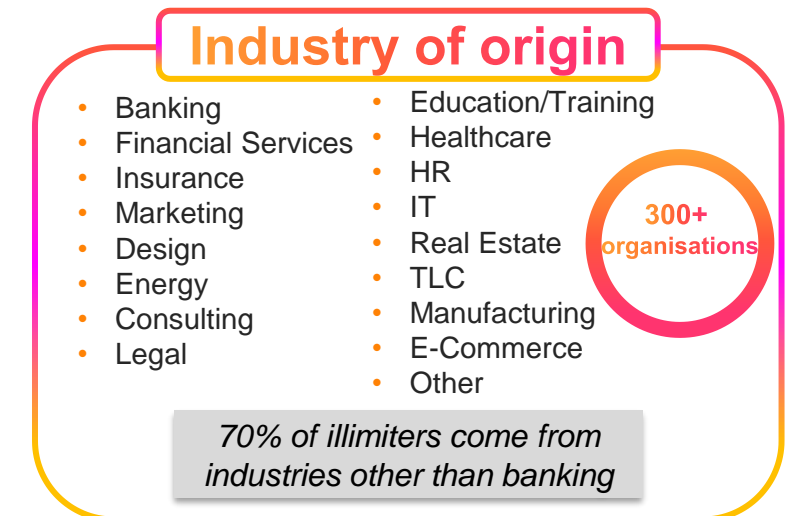 Industry of origin
• Banking
• Financial Services
• Insurance
• Marketing
• Design
• Energy
• Consulting
• Legal
• Education/Training
• Healthcare
• HR
• IT
• Real Estate
• TLC
• Manufacturing
• E-Commerce
• Other
300+
organisations
70% of illimiters come from
industries other than banking